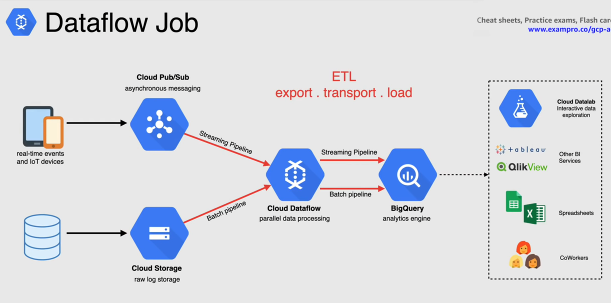 Dataflow Job
Cheat sheets, Practice exams, Flash car
www.exampro.co/gcp-a
Cloud Pub/Sub
asynchronous messaging
ETL
export . transport . load
real-time events
and IoT devices
Streaming Pipeline
Batch pipeline
Cloud Dataflow
parallel data processing
Streaming Pipeline
Batch pipeline
BigQuery
analytics engine
Cloud Storage
raw log storage
Cloud Datalab
Interactive data
exploration
+ableau
QlikView
Other BI
Services
Spreadsheets
CoWorkers